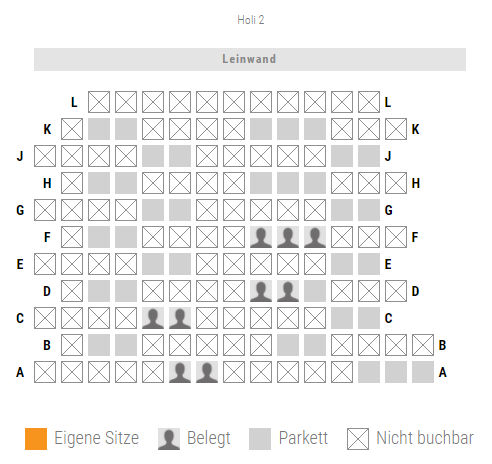 Holi 2
Leinwand
L L
K K
J J
H H
G G
F F
E E
D D
C C
B B
A A
Eigene Sitze Belegt Parkett Nicht buchbar